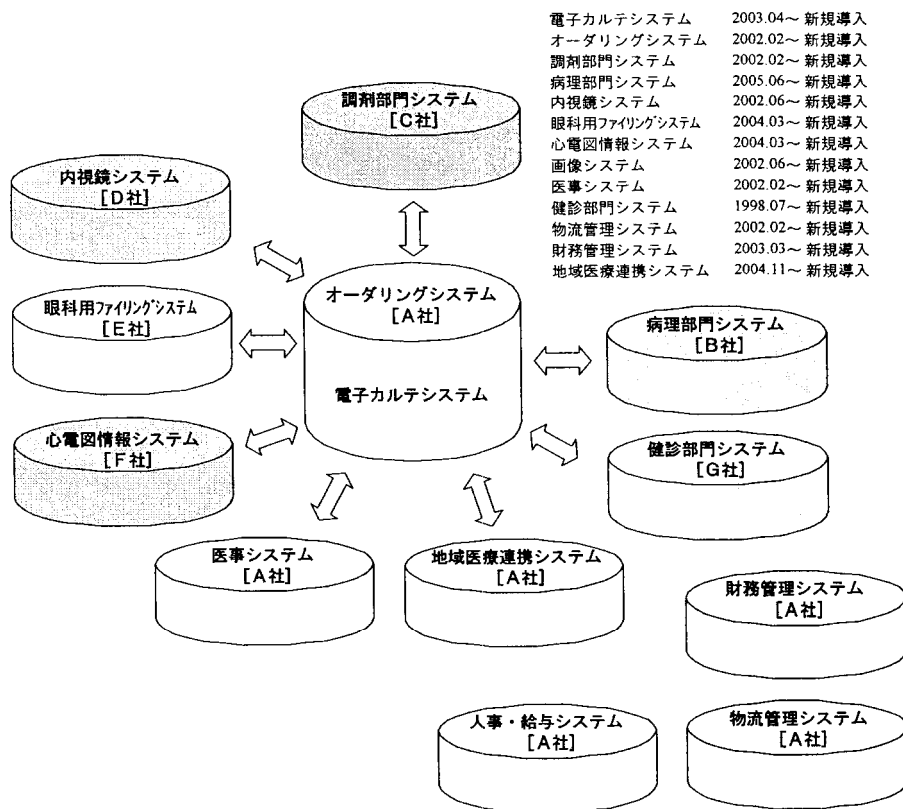 電子カルテシステム 2003.04～ 新規導入
オーダリングシステム 2002.02～ 新規導入
調剤部門システム 2002.02～ 新規導入
病理部門システム 2005.06～ 新規導入
内視鏡システム 2002.06～ 新規導入
眼科用ファイリングシステム 2004.03～ 新規導入
心電図情報システム 2004.03～ 新規導入
画像システム 2002.06～ 新規導入
医事システム 2002.02～ 新規導入
健診部門システム 1998.07～ 新規導入
物流管理システム 2002.02～ 新規導入
財務管理システム 2003.03～ 新規導入
地域医療連携システム 2004.11～ 新規導入
調剤部門システム
[C社]
内視鏡システム
[D社]
オーダリングシステム
[A社]
電子カルテシステム
眼科用ファイリングシステム
[E社]
病理部門システム
[B社]
心電図情報システム
[F社]
健診部門システム
[G社]
医事システム
[A社]
地域医療連携システム
[A社]
財務管理システム
[A社]
人事・給与システム
[A社]
物流管理システム
[A社]